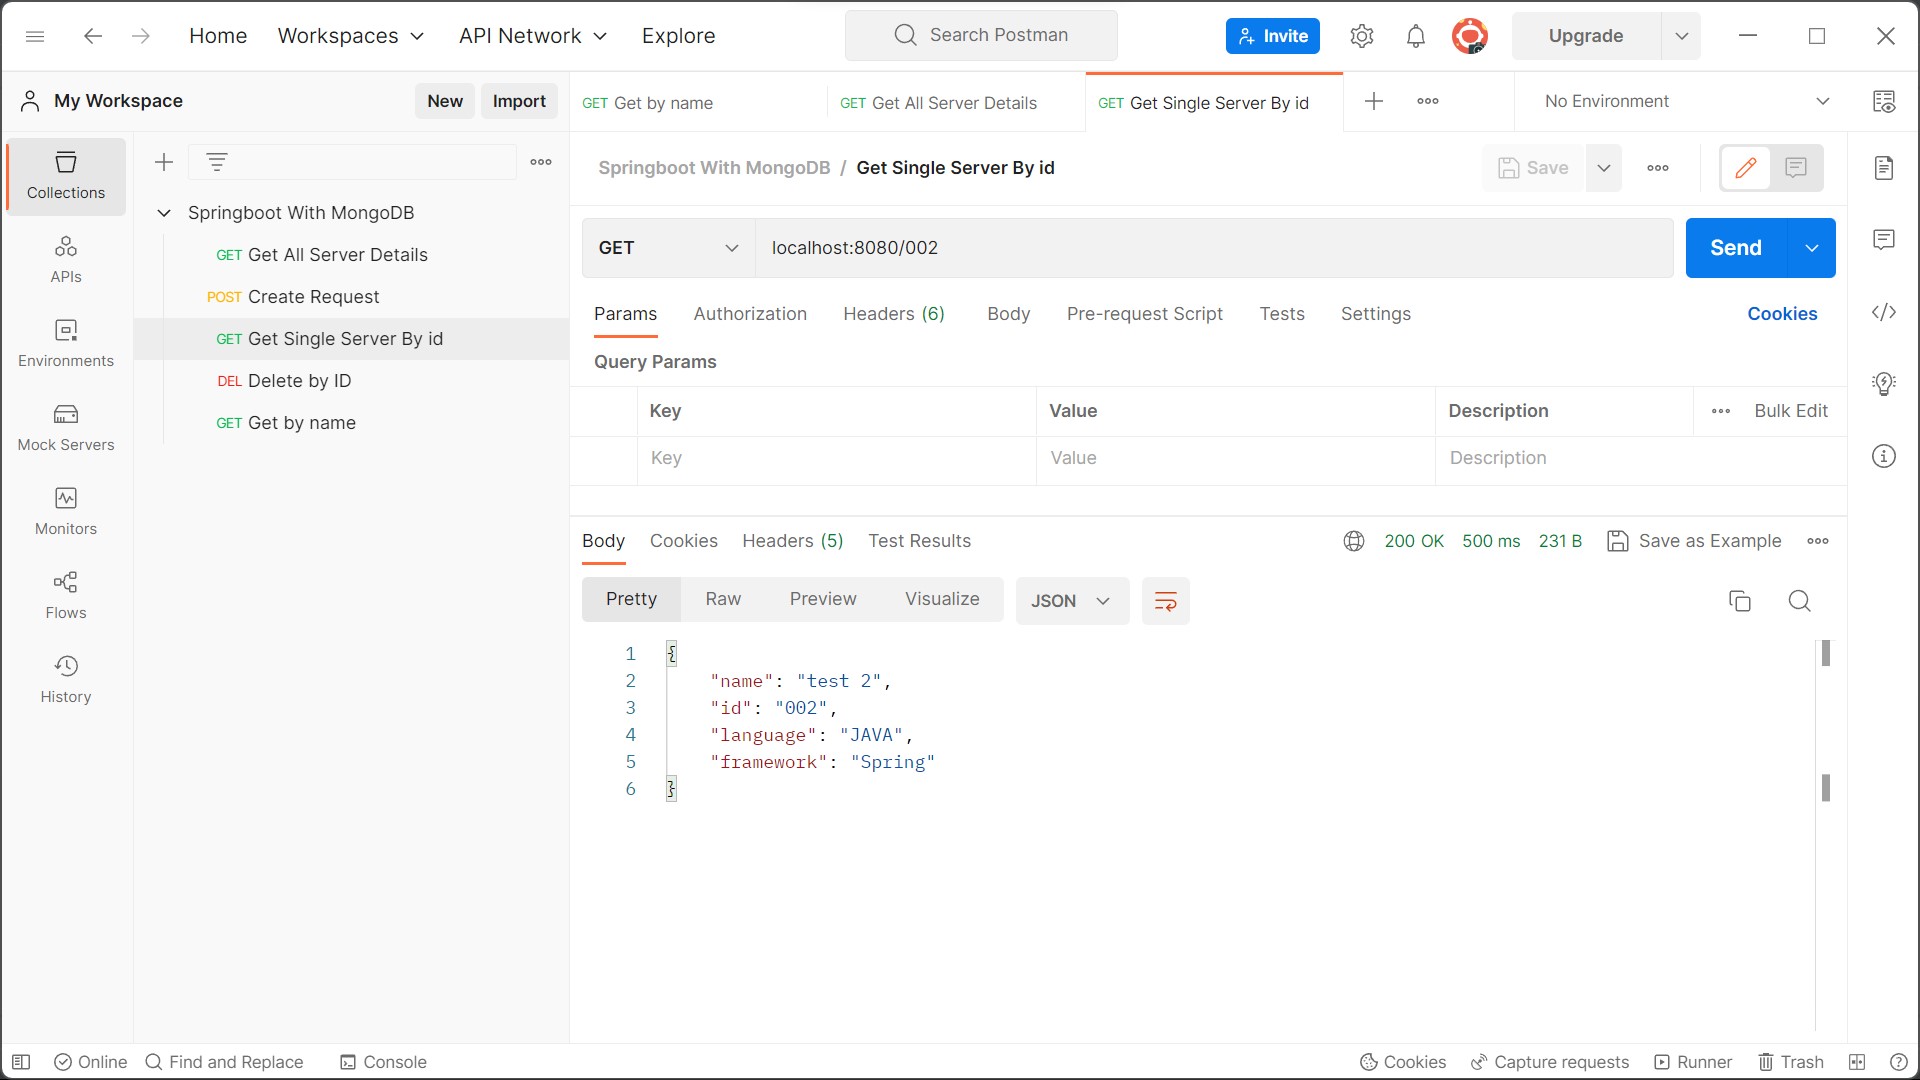 Home Workspaces API Network Explore Search Postman Invite Upgrade
My Workspace New Import
GET Get by name GET Get All Server Details GET Get Single Server By id No Environment
Collections
APIs
Environments
Mock Servers
Monitors
Flows
History
Springboot With MongoDB
GET Get All Server Details
POST Create Request
GET Get Single Server By id
DEL Delete by ID
GET Get by name
Springboot With MongoDB / Get Single Server By id Save
GET localhost:8080/002 Send
Params Authorization Headers (6) Body Pre-request Script Tests Settings Cookies
Query Params
Key Value Description Bulk Edit
Key Value Description
Body Cookies Headers (5) Test Results 200 OK 500 ms 231 B Save as Example
Pretty Raw Preview Visualize JSON
1 {
2 "name": "test 2",
3 "id": "002",
4 "language": "JAVA",
5 "framework": "Spring"
6 }
Online Find and Replace Console Cookies Capture requests Runner Trash